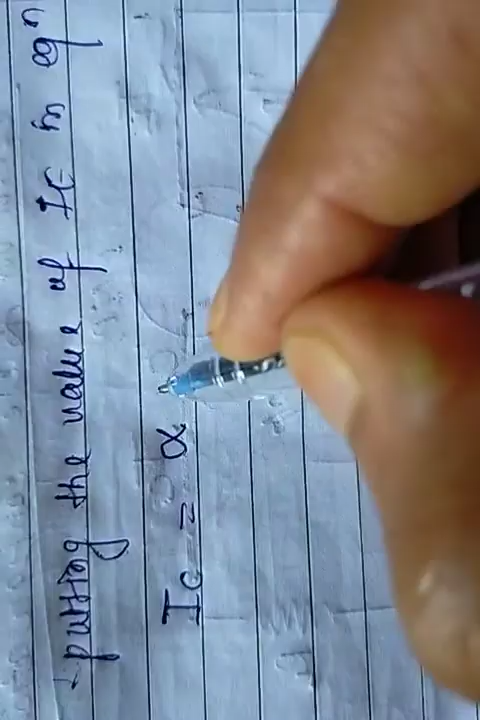 putting the value of IC in eqn
Ic = α